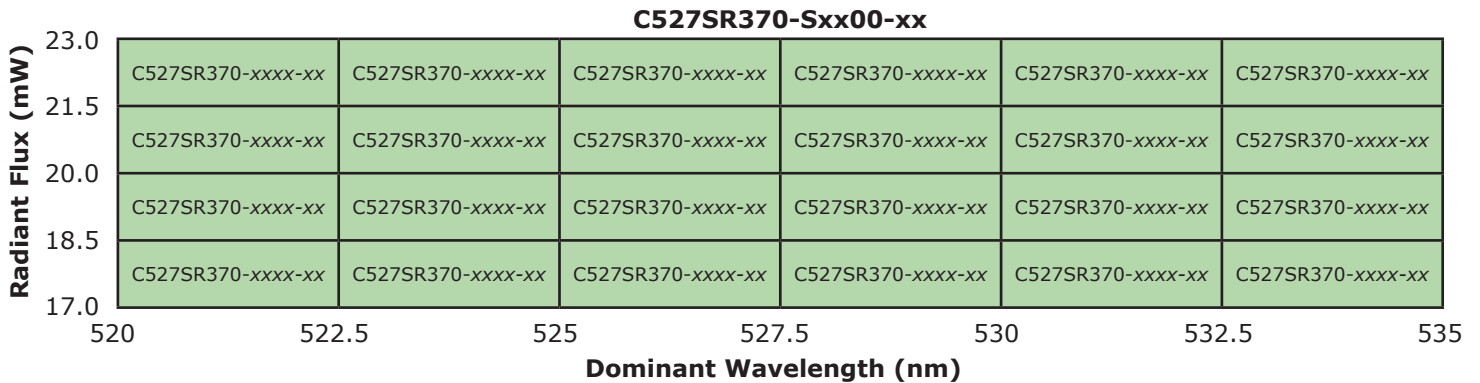 C527SR370-Sxx00-xx
Radiant Flux (mW)
23.0
C527SR370-xxxx-xx C527SR370-xxxx-xx C527SR370-xxxx-xx C527SR370-xxxx-xx C527SR370-xxxx-xx C527SR370-xxxx-xx
21.5
C527SR370-xxxx-xx C527SR370-xxxx-xx C527SR370-xxxx-xx C527SR370-xxxx-xx C527SR370-xxxx-xx C527SR370-xxxx-xx
20.0
C527SR370-xxxx-xx C527SR370-xxxx-xx C527SR370-xxxx-xx C527SR370-xxxx-xx C527SR370-xxxx-xx C527SR370-xxxx-xx
18.5
C527SR370-xxxx-xx C527SR370-xxxx-xx C527SR370-xxxx-xx C527SR370-xxxx-xx C527SR370-xxxx-xx C527SR370-xxxx-xx
17.0
520 522.5 525 527.5 530 532.5 535
Dominant Wavelength (nm)